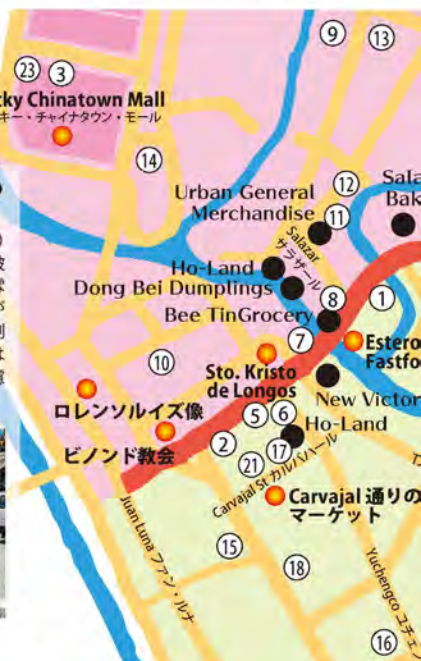 ⑨
⑬
㉓
③
cky Chinatown Mall
キー・チャイナタウン・モール
⑭
⑫
Urban General
Merchandise
⑪
Sala
Bak
Salazar
サラザール
Ho-Land
Dong Bei Dumplings
⑧
①
Bee TinGrocery
⑦
Estero
Fastfo
⑩
Sto. Kristo
de Longos
ロレンソルイズ像
New Victor
⑤
⑥
Ho-Land
ビノンド教会
②
⑰
㉑
Carvajal St カルバハール
Carvajal 通りの
マーケット
Juan Luna ファン・ルナ
⑮
⑱
Yuchengco ユチェン
⑯